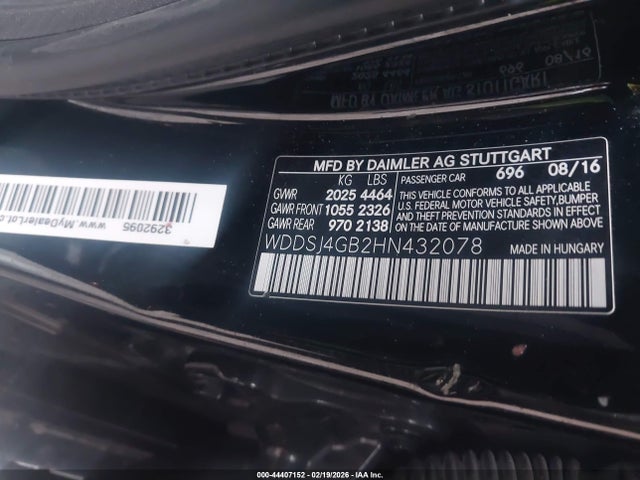 MFD BY DAIMLER AG STUTTGART
KG LBS
GVWR 2025 4464
GAWR FRONT 1055 2326
GAWR REAR 970 2138
PASSENGER CAR 696 08/16
THIS VEHICLE CONFORMS TO ALL APPLICABLE
U.S. FEDERAL MOTOR VEHICLE SAFETY,BUMPER
AND THEFT PREVENTION STANDARDS IN EFFECT
ON THE DATE OF MANUFACTURE SHOWN ABOVE
MADE IN HUNGARY
WDDSJ4GB2HN432078
3292095
www.MyDealerLot.c
000-44407152 - 02/19/2026 - Copyright © 2026 IAA, Inc.